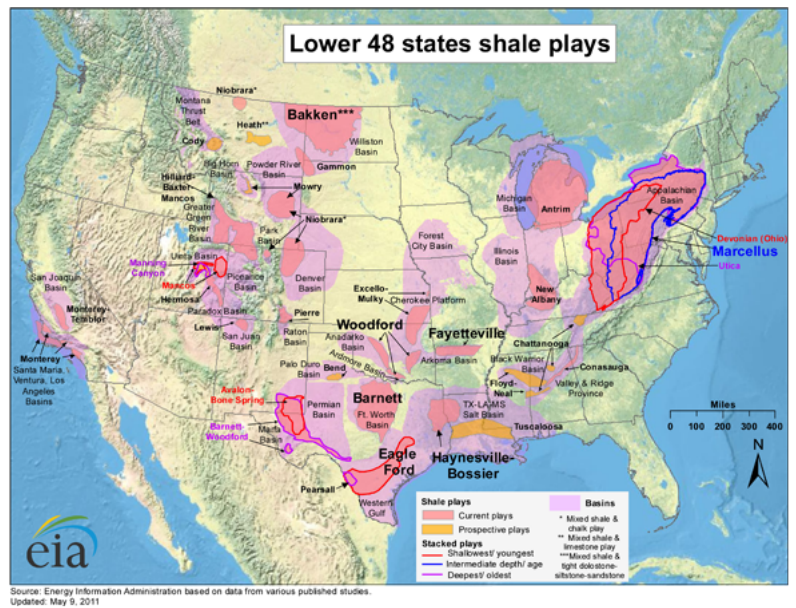 Lower 48 states shale plays
Niobrara*
Montana
Thrust
Belt
Bakken***
Heath**
Cody
Williston
Basin
Big Horn
Basin
Powder River
Basin
Gammon
Hilliard-
Baxter-
Mancos
Mowry
Greater
Green
River
Basin
Niobrara*
Park
Basin
Michigan
Basin
Antrim
Appalachian
Basin
Devonian (Ohio)
Marcellus
Utica
Forest
City Basin
Illinois
Basin
Uinta Basin
Manning
Canyon
Mancos
Piceance
Basin
Denver
Basin
San Joaquin
Basin
Hermosa
Excello-
Mulky
Cherokee Platform
New
Albany
Monterey-
Temblor
Paradox Basin
Pierre
Lewis
San Juan
Basin
Raton
Basin
Woodford
Anadarko
Basin
Fayetteville
Chattanooga
Monterey
Santa Maria,
Ventura, Los
Angeles
Basins
Palo Duro
Basin
Bend
Ardmore Basin
Arkoma Basin
Black Warrior
Basin
Conasauga
Floyd-
Neal
Valley & Ridge
Province
Avalon-
Bone Spring
Permian
Basin
Barnett
Ft. Worth
Basin
TX-LA-MS
Salt Basin
Tuscaloosa
Barnett-
Woodford
Marfa
Basin
Eagle
Ford
Haynesville-
Bossier
Pearsall
Western
Gulf
Miles
0 100 200 300 400
N
Shale plays
Current plays
Prospective plays
Stacked plays
Shallowest/ youngest
Intermediate depth/ age
Deepest/ oldest
Basins
* Mixed shale &
chalk play
** Mixed shale &
limestone play
***Mixed shale &
tight dolostone-
siltstone-sandstone
eia
Source: Energy Information Administration based on data from various published studies.
Updated: May 9, 2011